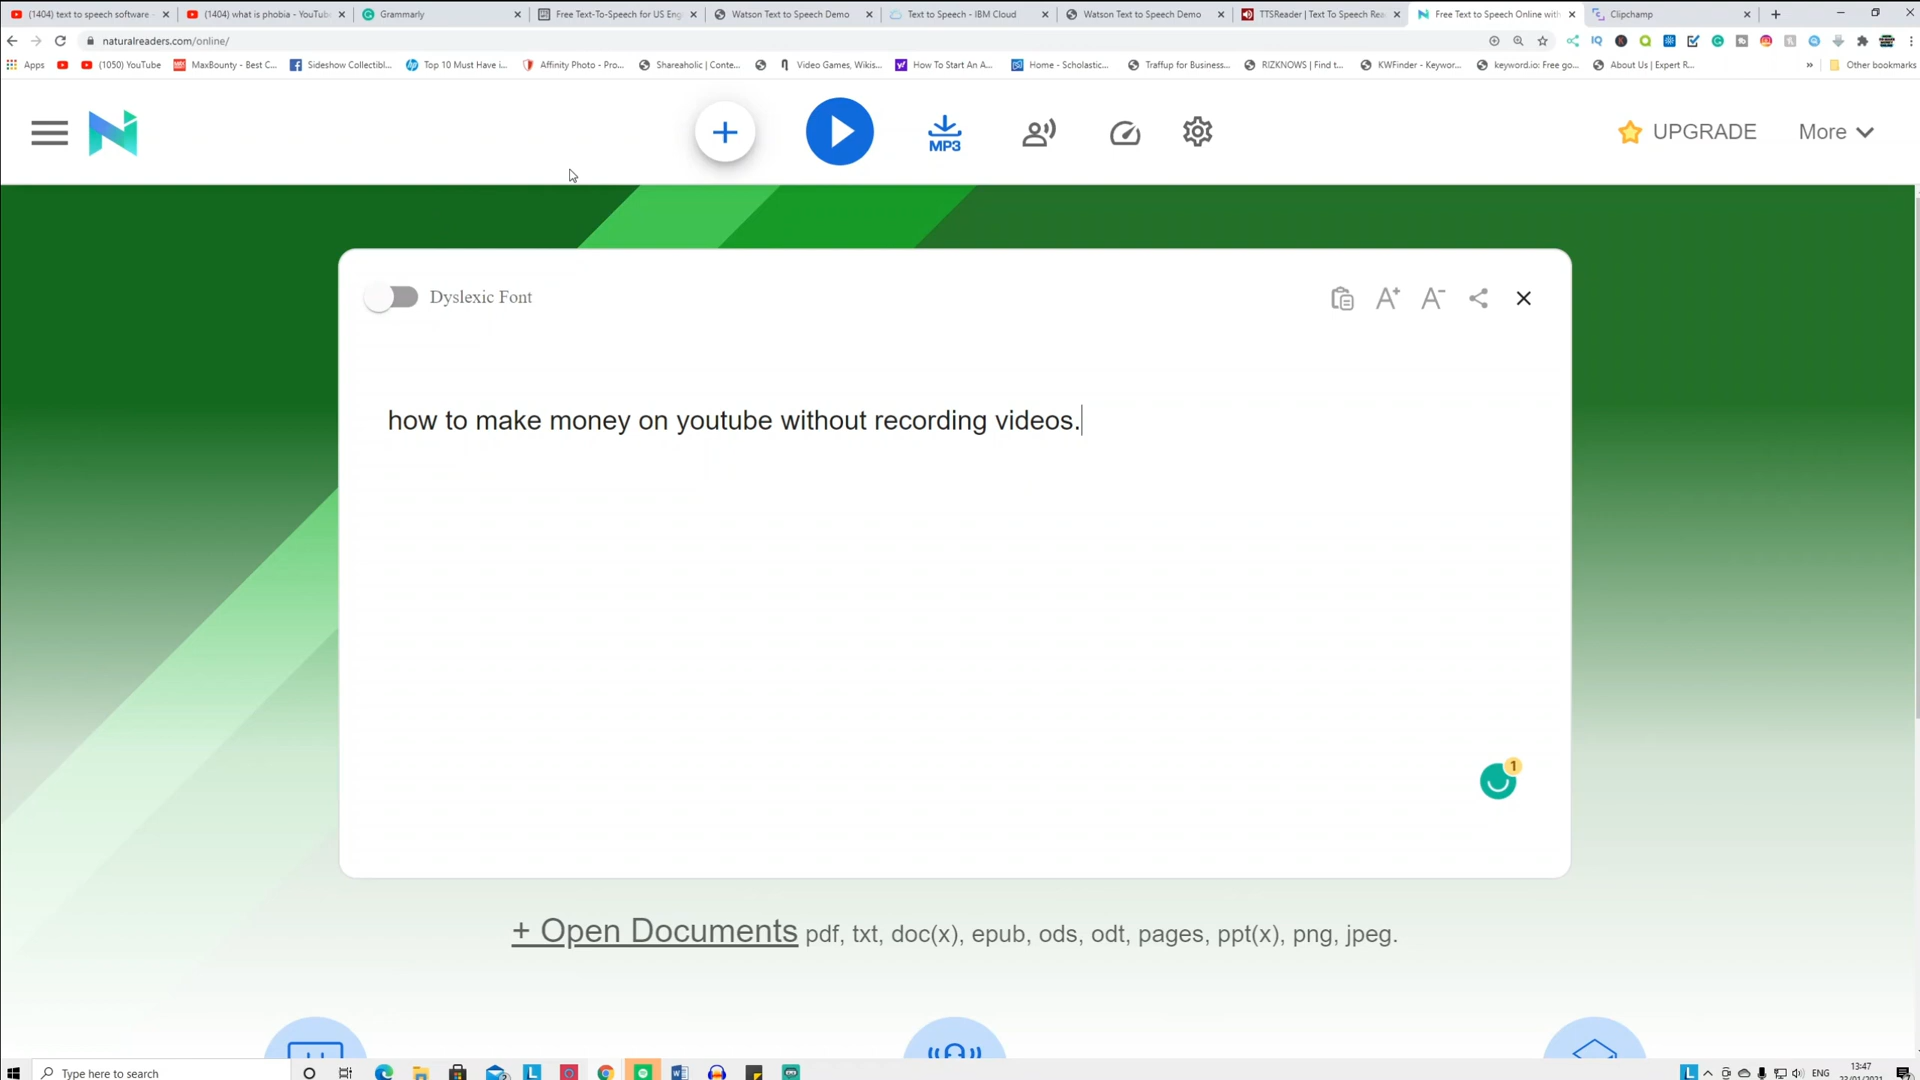 (1404) text to speech software
(1404) what is phobia - YouTube
Grammarly
Free Text-To-Speech for US Eng
Watson Text to Speech Demo
Text to Speech - IBM Cloud
Watson Text to Speech Demo
TTSReader | Text To Speech Rea
Free Text to Speech Online with
Clipchamp
naturalreaders.com/online/
Apps
(1050) YouTube
MaxBounty - Best C...
Sideshow Collectibl...
Top 10 Must Have i...
Affinity Photo - Pro...
Shareaholic | Conte...
Video Games, Wikis...
How To Start An A...
Home - Scholastic...
Traffup for Business...
RIZKNOWS | Find t...
KWFinder - Keywor...
keyword.io: Free go...
About Us | Expert R...
»
Other bookmarks
MP3
UPGRADE
More
Dyslexic Font
A+
A-
how to make money on youtube without recording videos.
1
+ Open Documents pdf, txt, doc(x), epub, ods, odt, pages, ppt(x), png, jpeg.
Type here to search
ENG
13:47